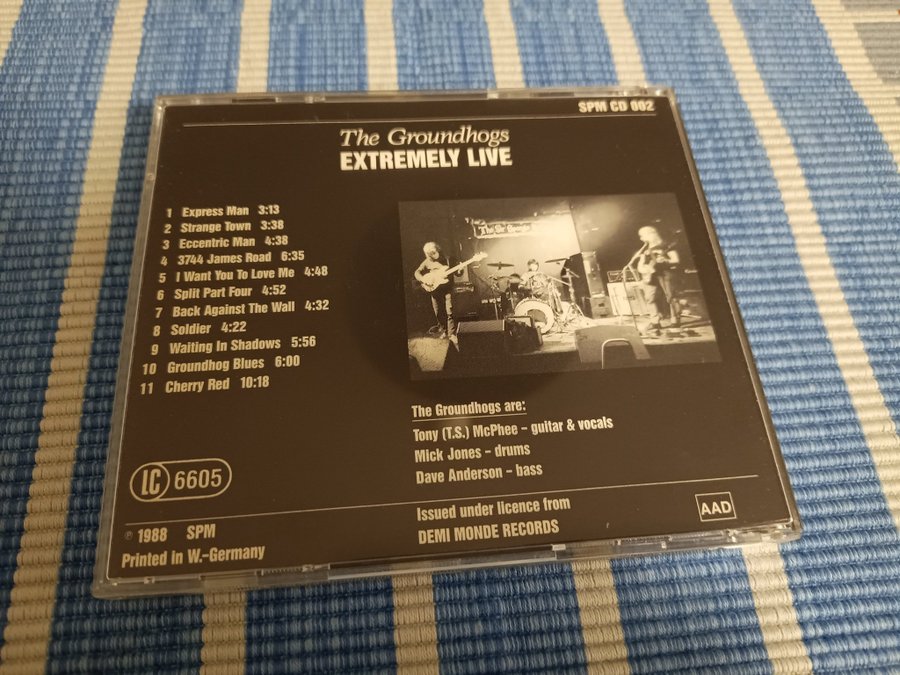 SPM CD 002
The Groundhogs
EXTREMELY LIVE
1 Express Man 3:13
2 Strange Town 3:38
3 Eccentric Man 4:38
4 3744 James Road 6:35
5 I Want You To Love Me 4:48
6 Split Part Four 4:52
7 Back Against The Wall 4:32
8 Soldier 4:22
9 Waiting In Shadows 5:56
10 Groundhog Blues 6:00
11 Cherry Red 10:18
The Groundhogs are:
Tony (T.S.) McPhee – guitar & vocals
Mick Jones – drums
Dave Anderson – bass
LC 6605
℗ 1988 SPM
Printed in W.-Germany
Issued under licence from
DEMI MONDE RECORDS
AAD